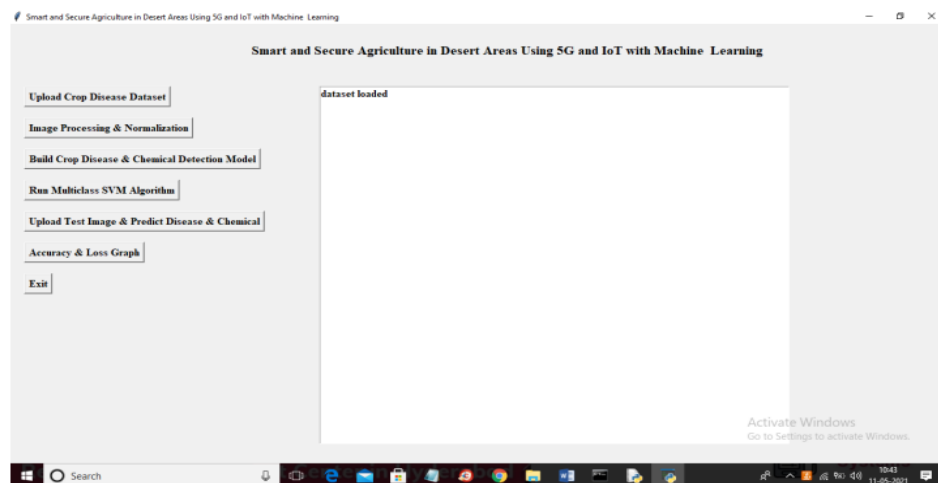 Smart and Secure Agriculture in Desert Areas Using 5G and IoT with Machine Learning
Smart and Secure Agriculture in Desert Areas Using 5G and IoT with Machine Learning
Upload Crop Disease Dataset
dataset loaded
Image Processing & Normalization
Build Crop Disease & Chemical Detection Model
Run Multiclass SVM Algorithm
Upload Test Image & Predict Disease & Chemical
Accuracy & Loss Graph
Exit
Activate Windows
Go to Settings to activate Windows.
Search
10:43
11-05-2021